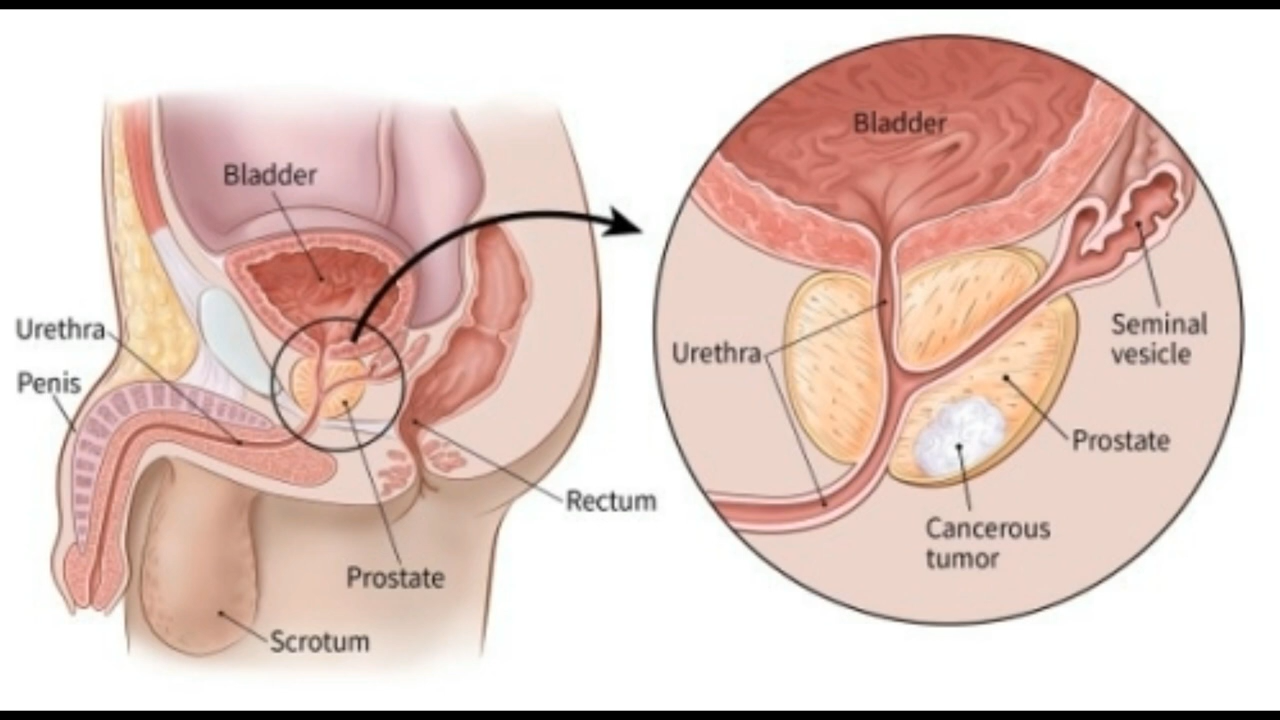 Bladder
Urethra
Penis
Rectum
Prostate
Scrotum
Bladder
Urethra
Seminal
vesicle
Prostate
Cancerous
tumor